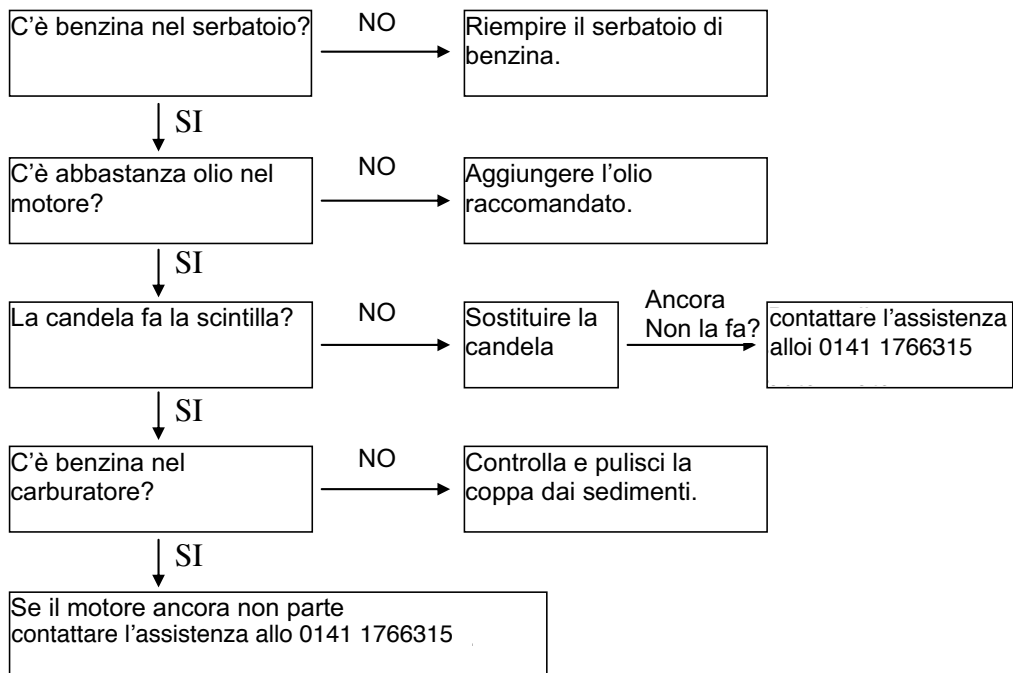 C'è benzina nel serbatoio?
NO
Riempire il serbatoio di
benzina.
SI
C'è abbastanza olio nel
motore?
NO
Aggiungere l'olio
raccomandato.
SI
La candela fa la scintilla?
NO
Sostituire la
candela
Ancora
Non la fa?
contattare l'assistenza
alloi 0141 1766315
SI
C'è benzina nel
carburatore?
NO
Controlla e pulisci la
coppa dai sedimenti.
SI
Se il motore ancora non parte
contattare l'assistenza allo 0141 1766315